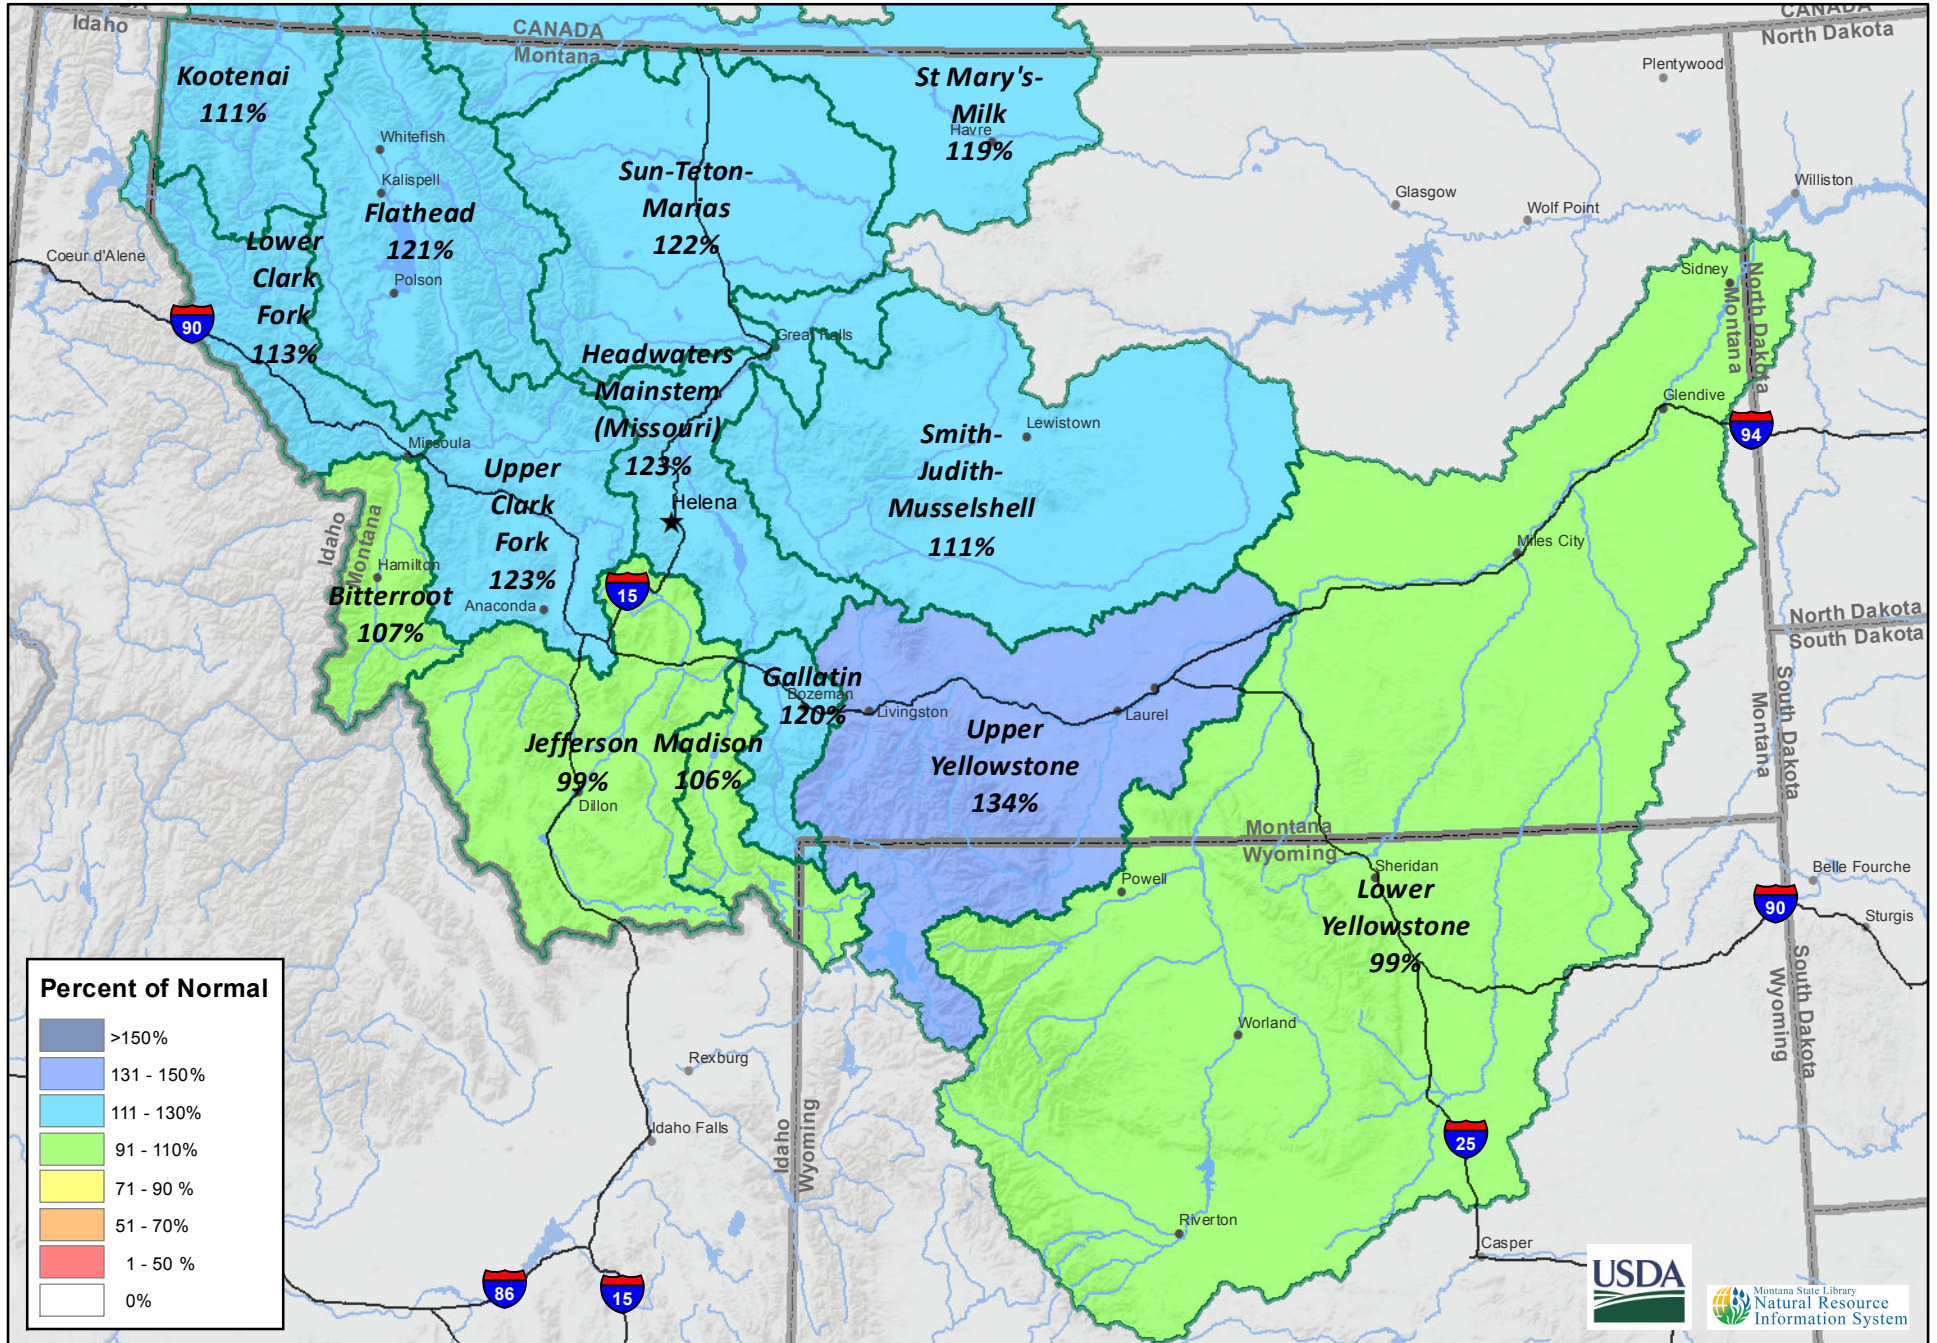 CANADA
Idaho
CANADA
Montana
CANADA
North Dakota
Kootenai
111%
St Mary's-
Milk
Havre
119%
Plentywood
Whitefish
Kalispell
Flathead
121%
Polson
Sun-Teton-
Marias
122%
Glasgow
Wolf Point
Williston
Coeur d'Alene
Lower
Clark
Fork
113%
90
Sidney
Montana
North Dakota
Great Falls
Headwaters
Mainstem
(Missouri)
123%
Helena
Glendive
94
Missoula
Lewistown
Smith-
Judith-
Musselshell
111%
Upper
Clark
Fork
123%
Anaconda
Idaho
Montana
Hamilton
Bitterroot
107%
15
Miles City
North Dakota
South Dakota
Gallatin
Bozeman
120%
Livingston
Laurel
Upper
Yellowstone
134%
Jefferson
99%
Dillon
Madison
106%
Montana
South Dakota
Montana
Wyoming
Sheridan
Powell
Lower
Yellowstone
99%
Belle Fourche
90
Sturgis
Wyoming
South Dakota
Worland
Rexburg
Idaho Falls
Idaho
Wyoming
25
Riverton
Casper
86
15
Percent of Normal
>150%
131 - 150%
111 - 130%
91 - 110%
71 - 90 %
51 - 70%
1 - 50 %
0%
USDA
Montana State Library
Natural Resource
Information System